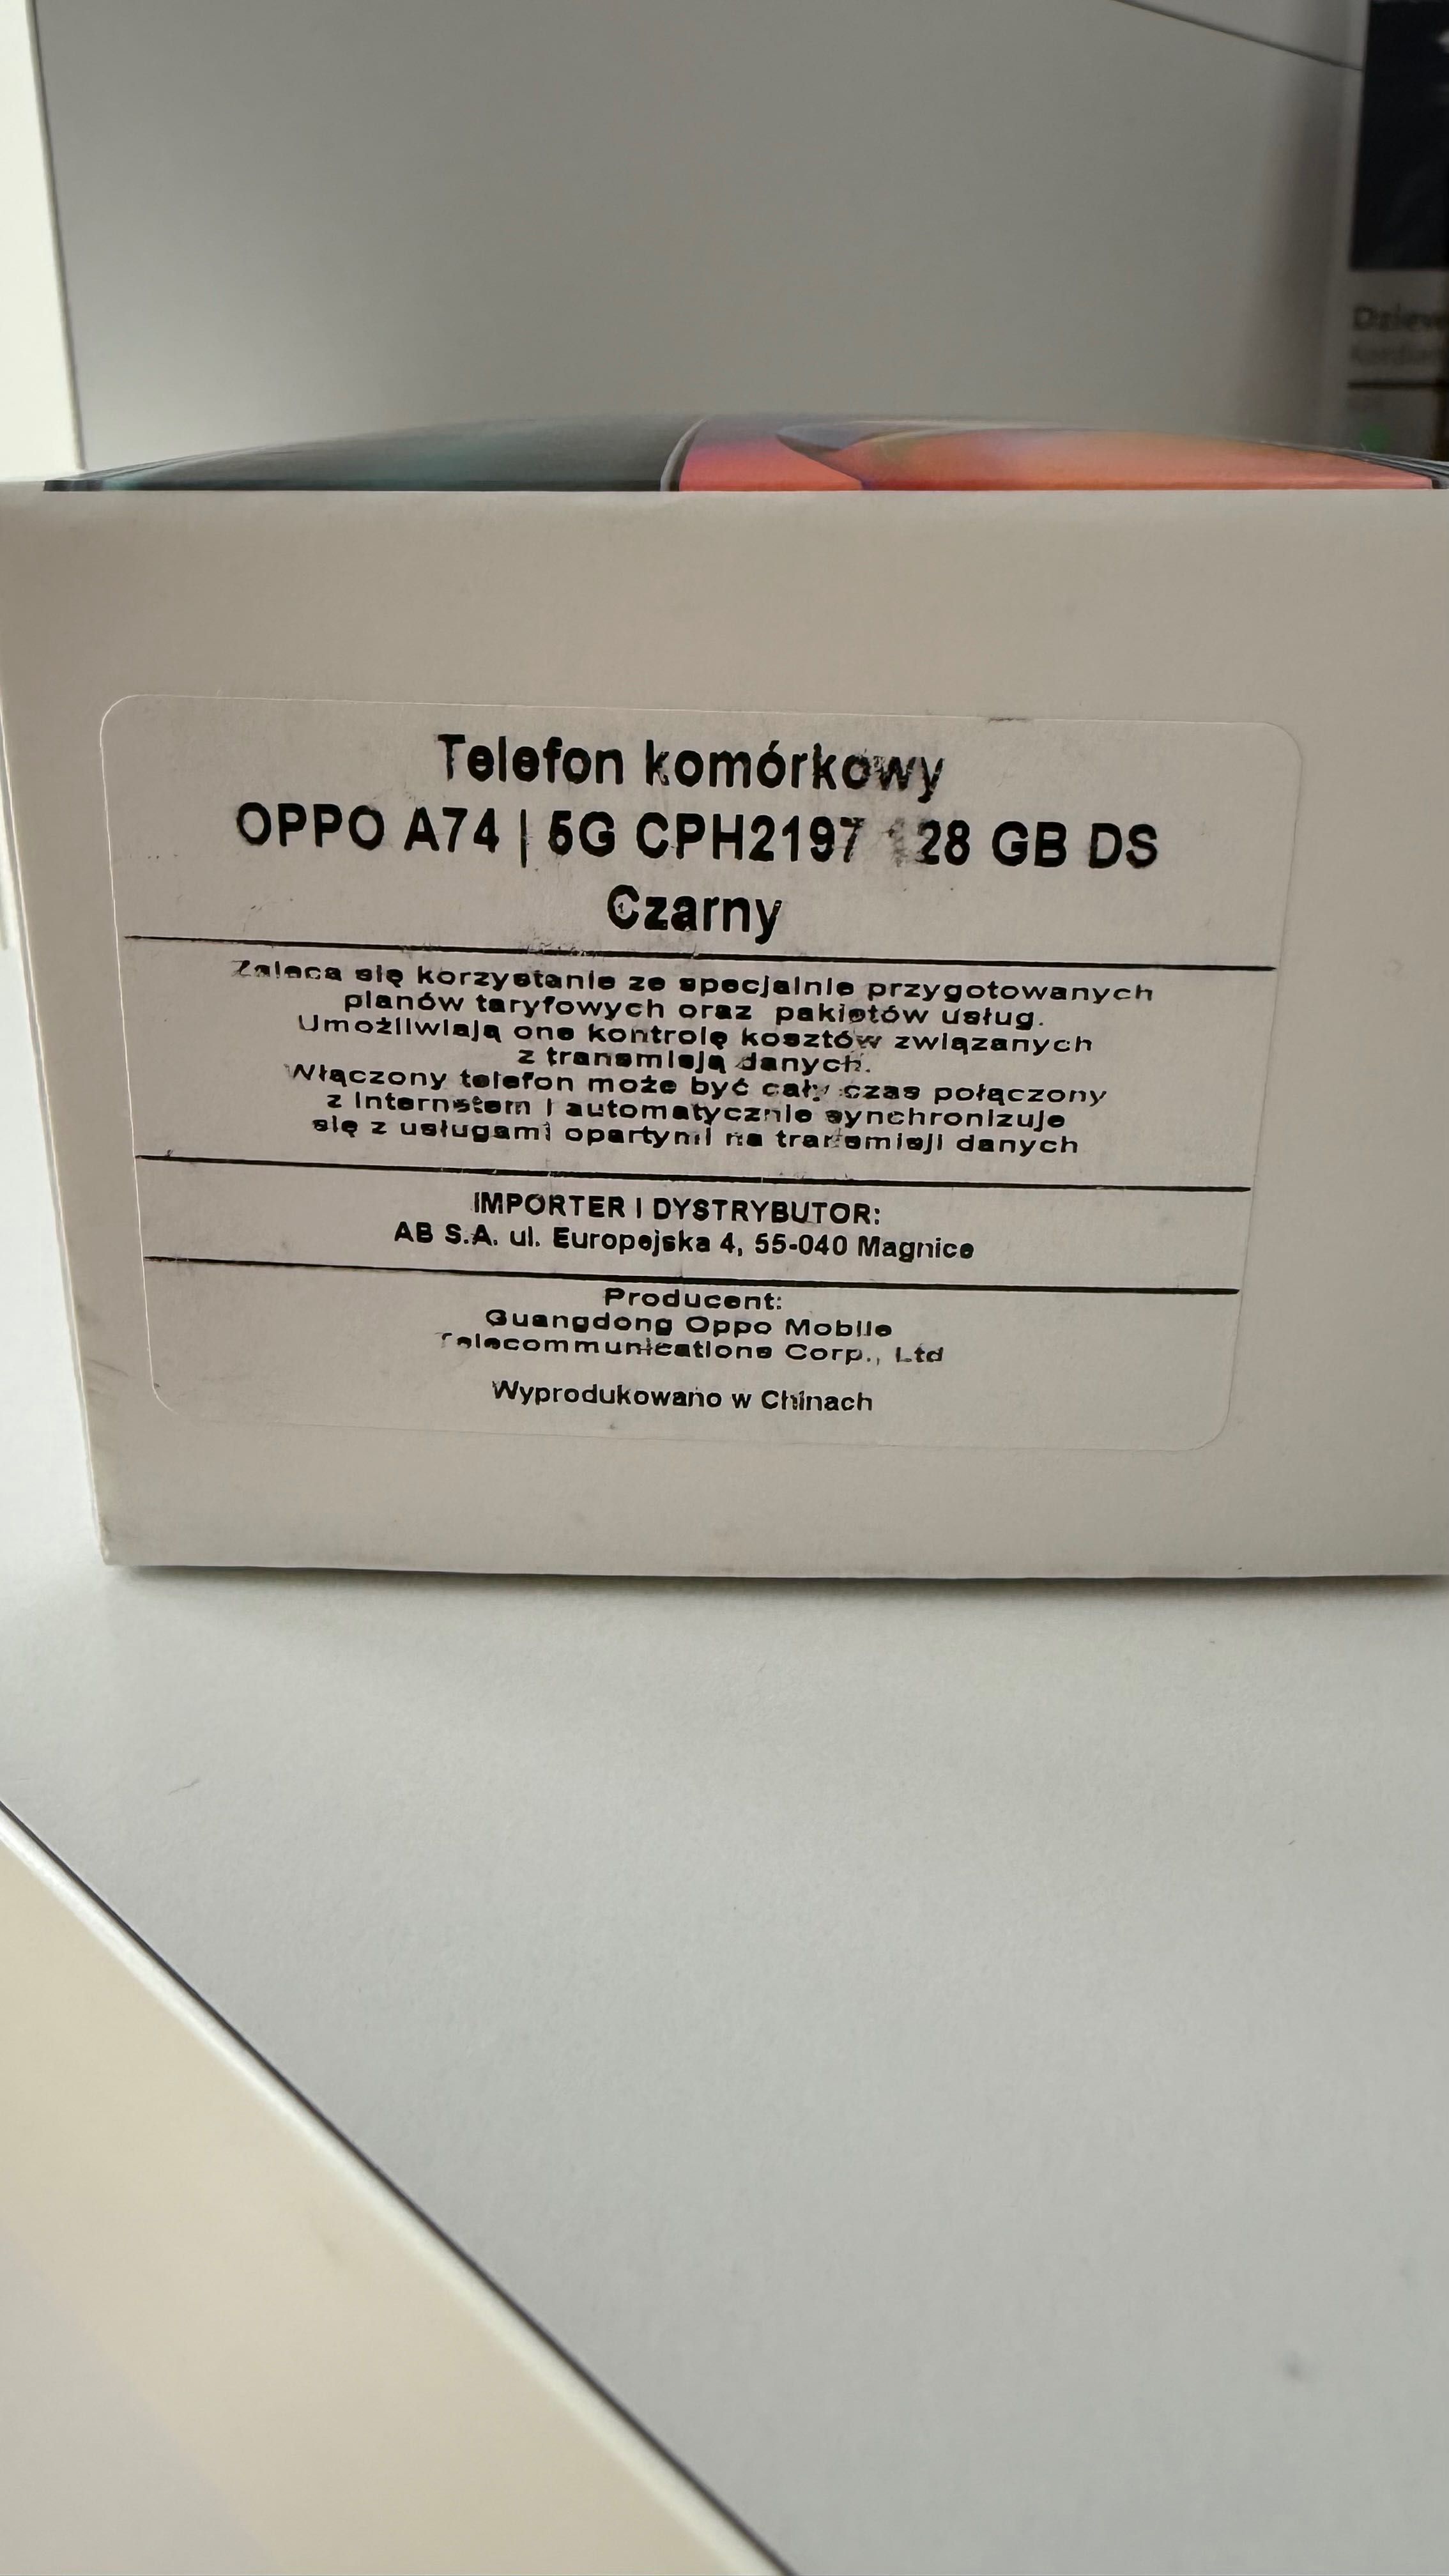 Telefon komórkowy
OPPO A74 | 5G CPH2197 128 GB DS
Czarny
Zaleca się korzystanie ze specjalnie przygotowanych
planów taryfowych oraz pakietów usług.
Umożliwiają one kontrolę kosztów związanych
z transmisją danych.
Włączony telefon może być cały czas połączony
z Internetem i automatycznie synchronizuje
się z usługami opartymi na transmisji danych
IMPORTER I DYSTRYBUTOR:
AB S.A. ul. Europejska 4, 55-040 Magnice
Producent:
Guangdong Oppo Mobile
Telecommunications Corp., Ltd
Wyprodukowano w Chinach